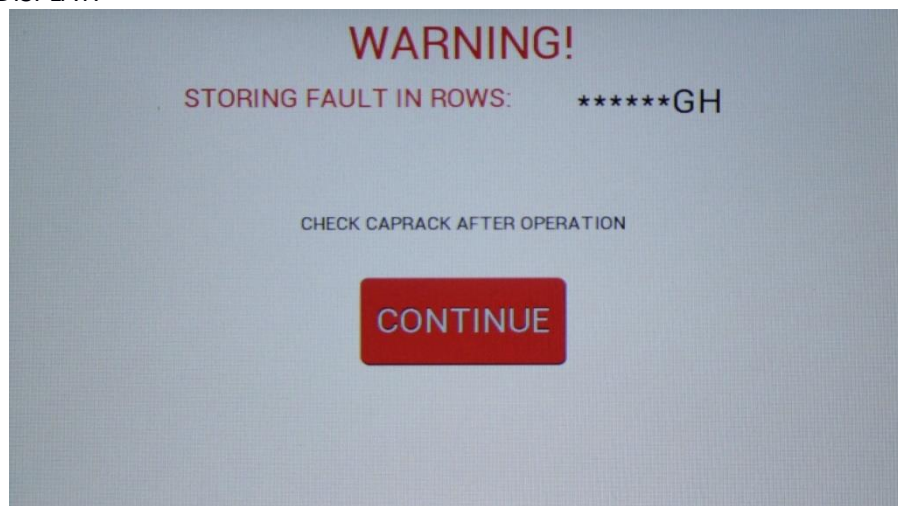 WARNING!
STORING FAULT IN ROWS: ******GH
CHECK CAPRACK AFTER OPERATION
CONTINUE